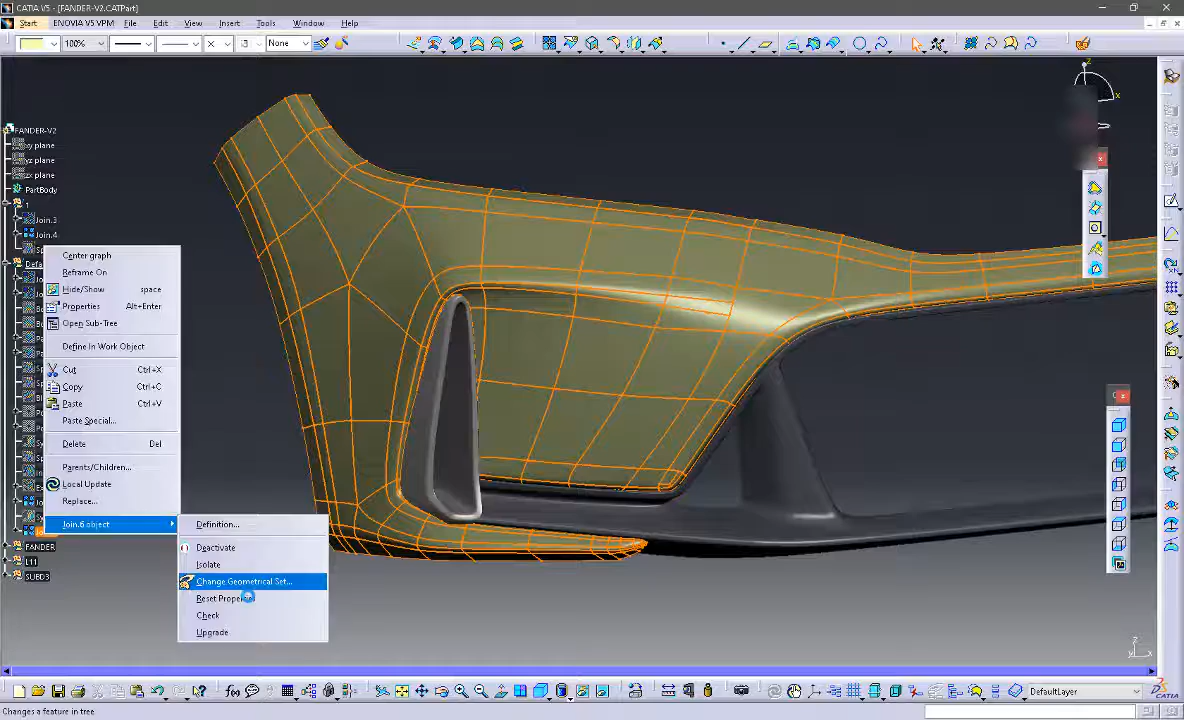 CATIA V5 - [FANDER-V2.CATPart]
Start ENOVIA V5 VPM File Edit View Insert Tools Window Help
100% None
z
x
FANDER-V2
xy plane
yz plane
zx plane
PartBody
1
Join.3
Join.4
Center graph
Reframe On
Hide/Show space
Properties Alt+Enter
Open Sub-Tree
Define In Work Object
Cut Ctrl+X
Copy Ctrl+C
Paste Ctrl+V
Paste Special...
Delete Del
Parents/Children...
Local Update
Replace...
Join.6 object
Definition...
Deactivate
Isolate
Change Geometrical Set...
Reset Properties
Check
Upgrade
FANDER
L11
SUBD3
z
y x
DefaultLayer
CATIA
Changes a feature in tree